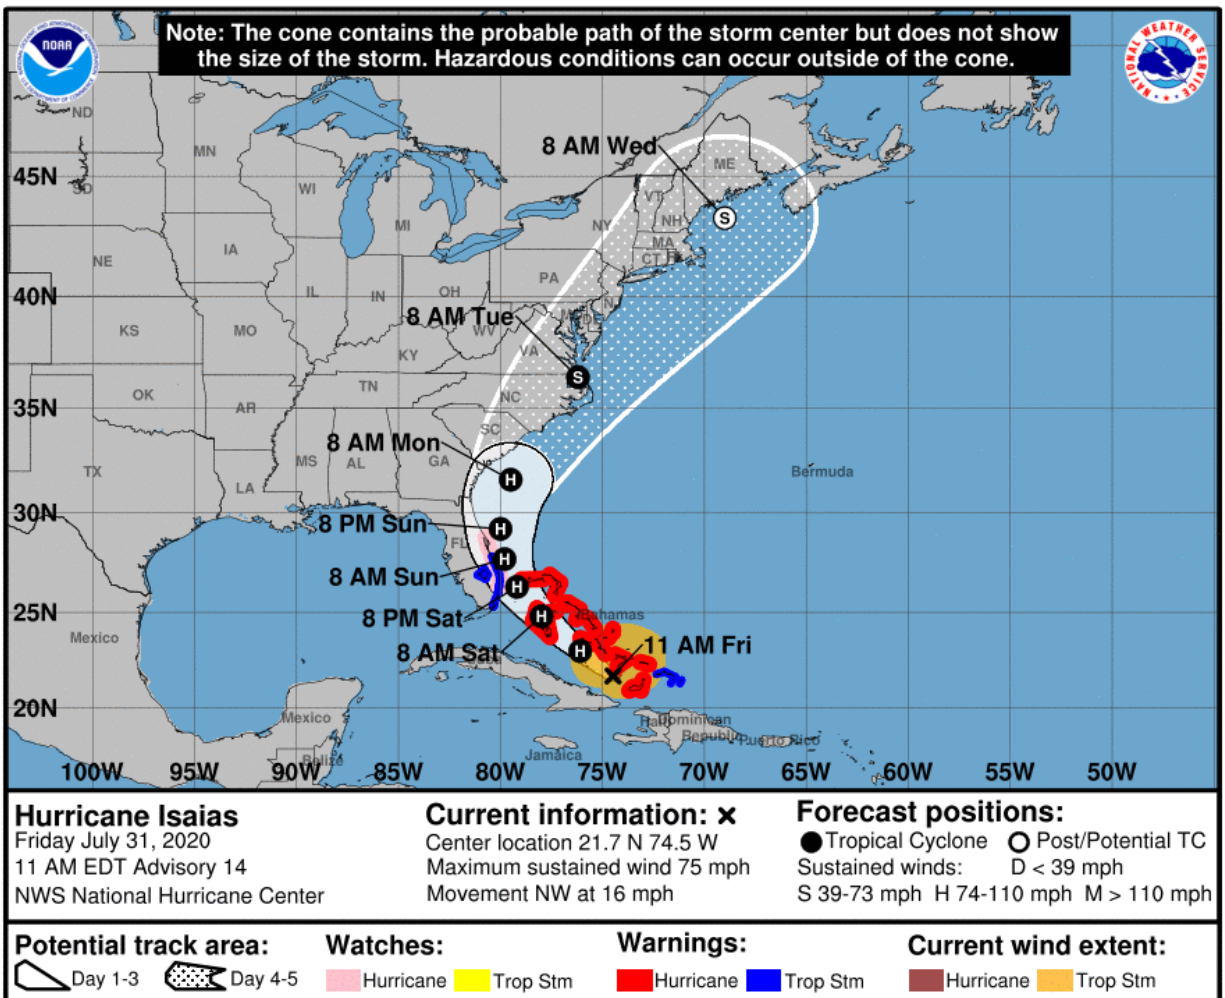 Note: The cone contains the probable path of the storm center but does not show
the size of the storm. Hazardous conditions can occur outside of the cone.
NOAA
NATIONAL WEATHER SERVICE
ND
MN
8 AM Wed
ME
45N
SD
WI
VT
S
MI
NY
NH
IA
MA
NE
CT
PA
40N
IL
IN
OH
N
8 AM Tue
KS
MO
WV
DE
VA
KY
S
TN
OK
NC
35N
AR
SC
8 AM Mon
MS
AL
GA
TX
Bermuda
H
LA
30N
8 PM Sun
H
FL
H
8 AM Sun
H
25N
8 PM Sat
H
Bahamas
Mexico
8 AM Sat
H
11 AM Fri
20N
Mexico
Haiti
Dominican
Republic
Puerto Rico
Jamaica
Belize
100W 95W 90W 85W 80W 75W 70W 65W 60W 55W 50W
Hurricane Isaias
Friday July 31, 2020
11 AM EDT Advisory 14
NWS National Hurricane Center
Current information: x
Center location 21.7 N 74.5 W
Maximum sustained wind 75 mph
Movement NW at 16 mph
Forecast positions:
Tropical Cyclone Post/Potential TC
Sustained winds: D < 39 mph
S 39-73 mph H 74-110 mph M > 110 mph
Potential track area:
Day 1-3 Day 4-5
Watches:
Hurricane Trop Stm
Warnings:
Hurricane Trop Stm
Current wind extent:
Hurricane Trop Stm